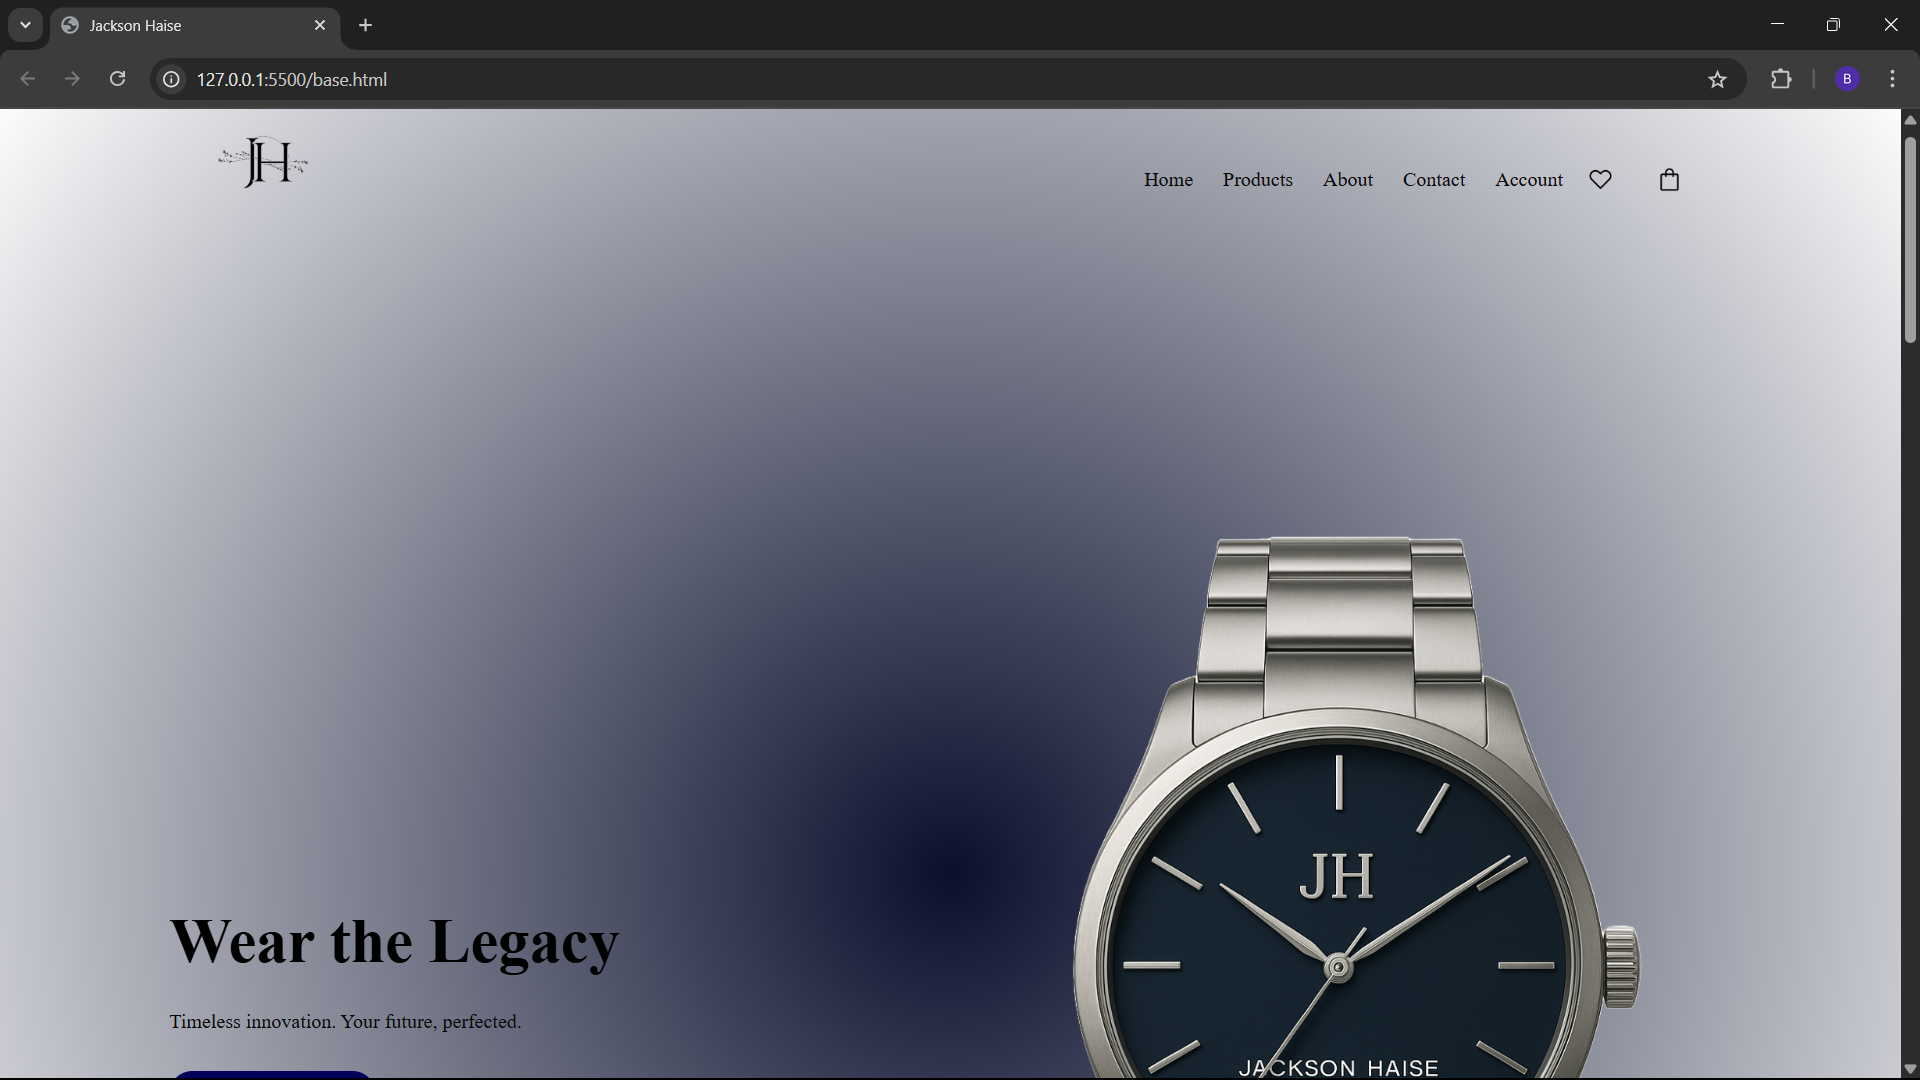 Jackson Haise
127.0.0.1:5500/base.html
B
JH
Home Products About Contact Account
JH
Wear the Legacy
Timeless innovation. Your future, perfected.
JACKSON HAISE